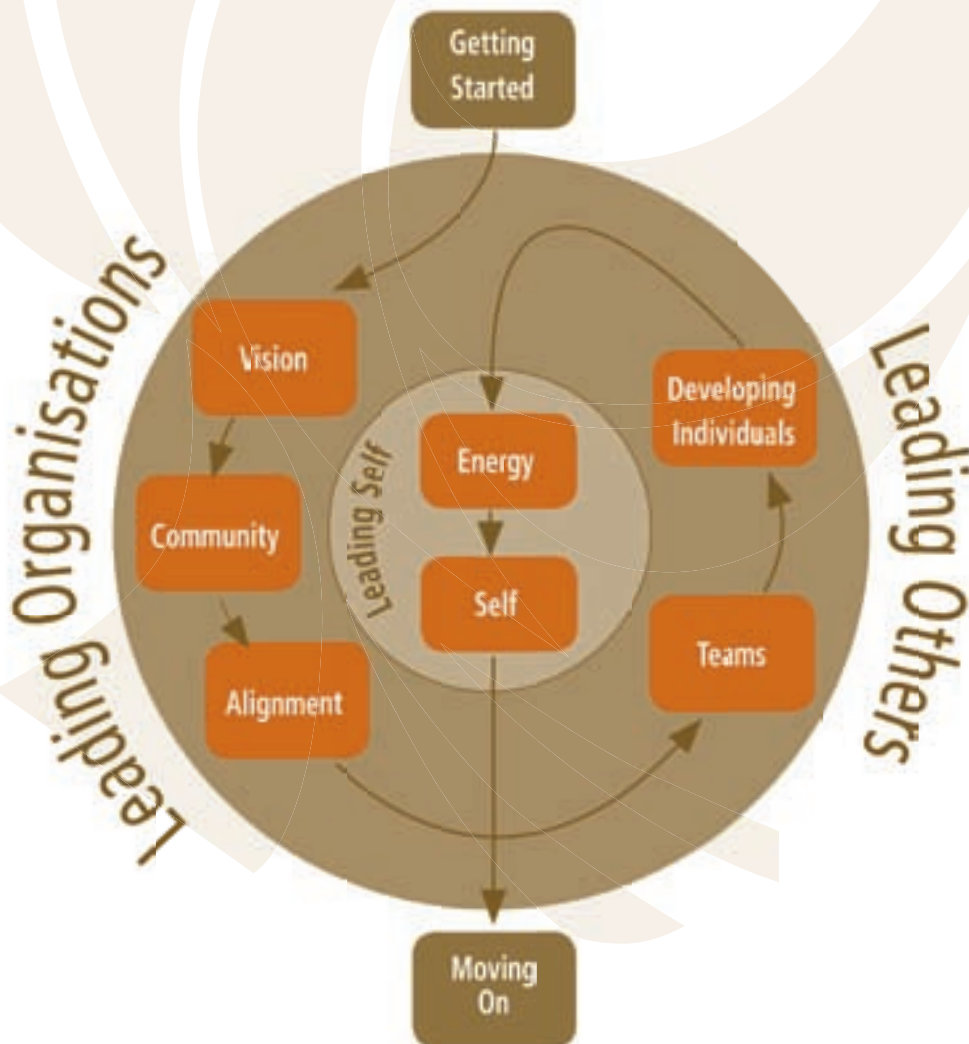 Getting
Started
Leading Organisations
Vision
Community
Alignment
Leading Self
Energy
Self
Developing
Individuals
Teams
Leading Others
Moving
On